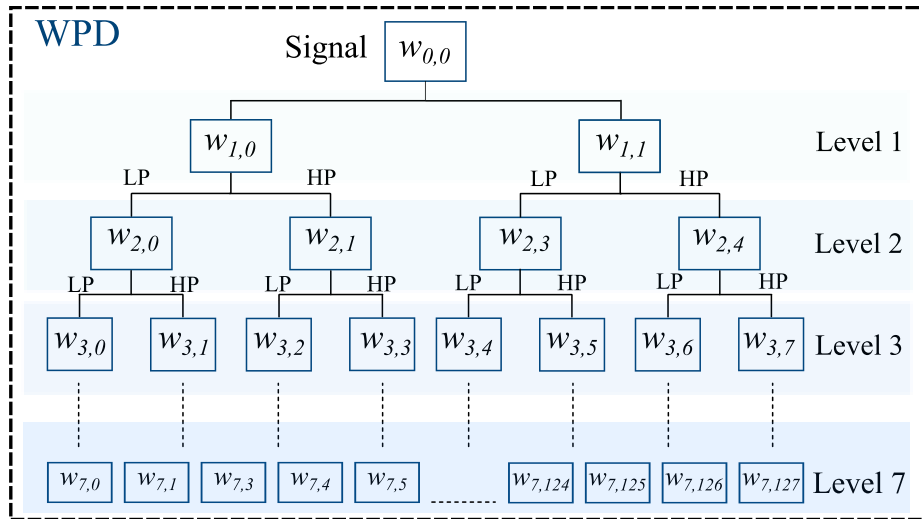 WPD
Signal
w0,0
w1,0
w1,1
Level 1
LP
HP
LP
HP
w2,0
w2,1
w2,3
w2,4
Level 2
LP
HP
LP
HP
LP
HP
LP
HP
w3,0
w3,1
w3,2
w3,3
w3,4
w3,5
w3,6
w3,7
Level 3
w7,0
w7,1
w7,3
w7,4
w7,5
w7,124
w7,125
w7,126
w7,127
Level 7